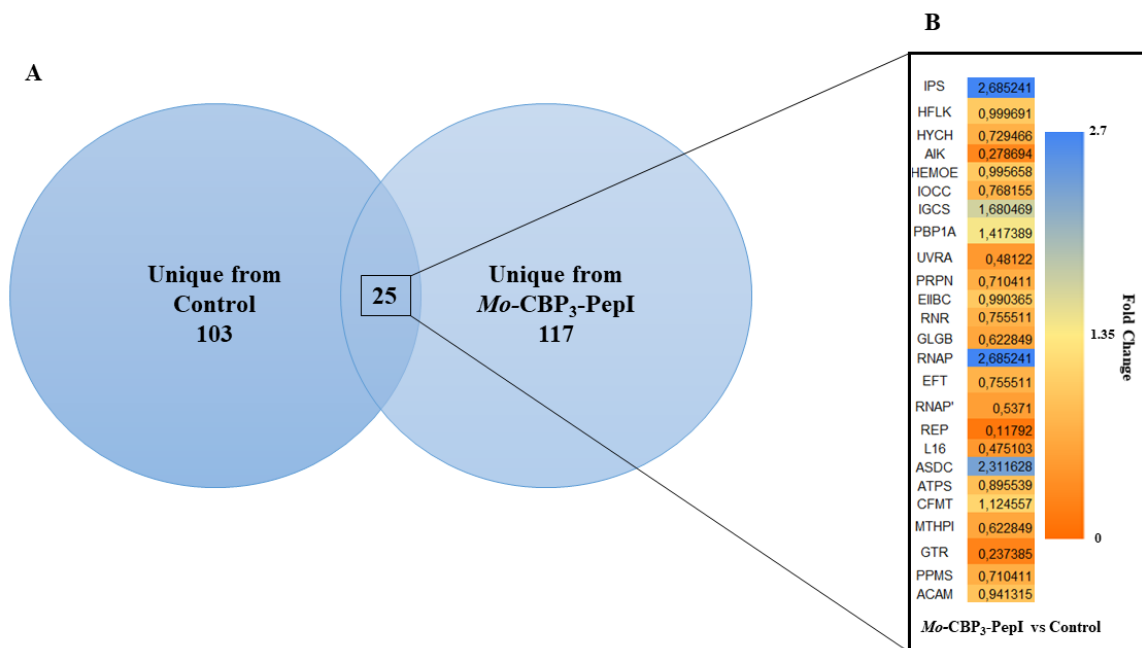 A
B
Unique from
Control
103
25
Unique from
Mo-CBP₃-PepI
117
IPS 2,685241
HFLK 0,999691
HYCH 0,729466
AIK 0,278694
HEMOE 0,995658
IOCC 0,768155
IGCS 1,680469
PBP1A 1,417389
UVRA 0,48122
PRPN 0,710411
EIIBC 0,990365
RNR 0,755511
GLGB 0,622849
RNAP 2,685241
EFT 0,755511
RNAP' 0,5371
REP 0,11792
L16 0,475103
ASDC 2,311628
ATPS 0,895539
CFMT 1,124557
MTHPI 0,622849
GTR 0,237385
PPMS 0,710411
ACAM 0,941315
2.7
1.35
0
Fold Change
Mo-CBP₃-PepI vs Control